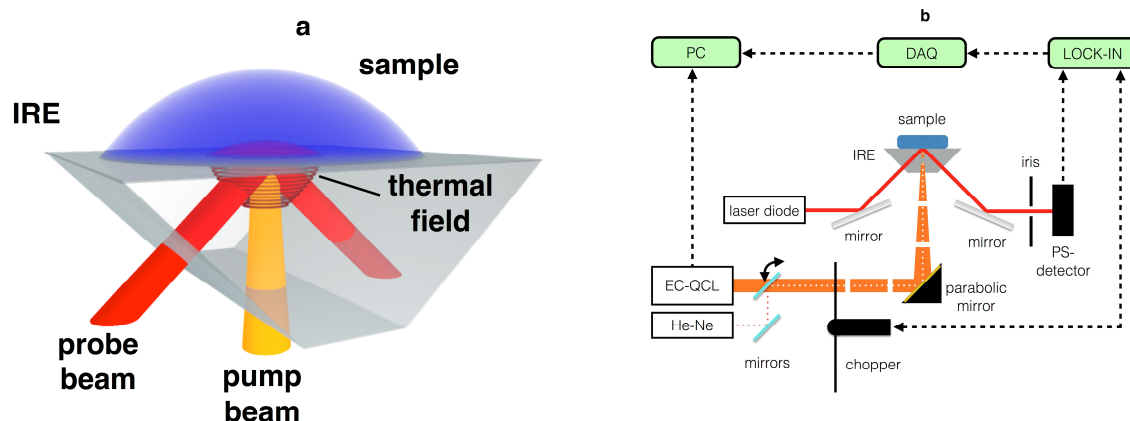 a
sample
IRE
thermal
field
probe
beam
pump
beam
b
PC
DAQ
LOCK-IN
sample
IRE
iris
laser diode
mirror
mirror
PS-
detector
EC-QCL
parabolic
mirror
He-Ne
mirrors
chopper